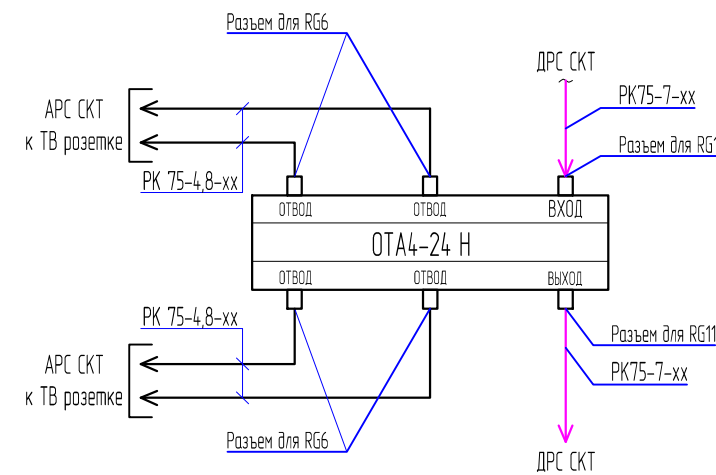 Разъем для RG6
ДРС СКТ
РК75-7-хх
АРС СКТ
к ТВ розетке
Разъем для RG1
РК 75-4,8-хх
ОТВОД
ОТВОД
ВХОД
ОТА4-24 Н
ОТВОД
ОТВОД
ВЫХОД
РК 75-4,8-хх
Разъем для RG11
АРС СКТ
к ТВ розетке
РК75-7-хх
Разъем для RG6
ДРС СКТ